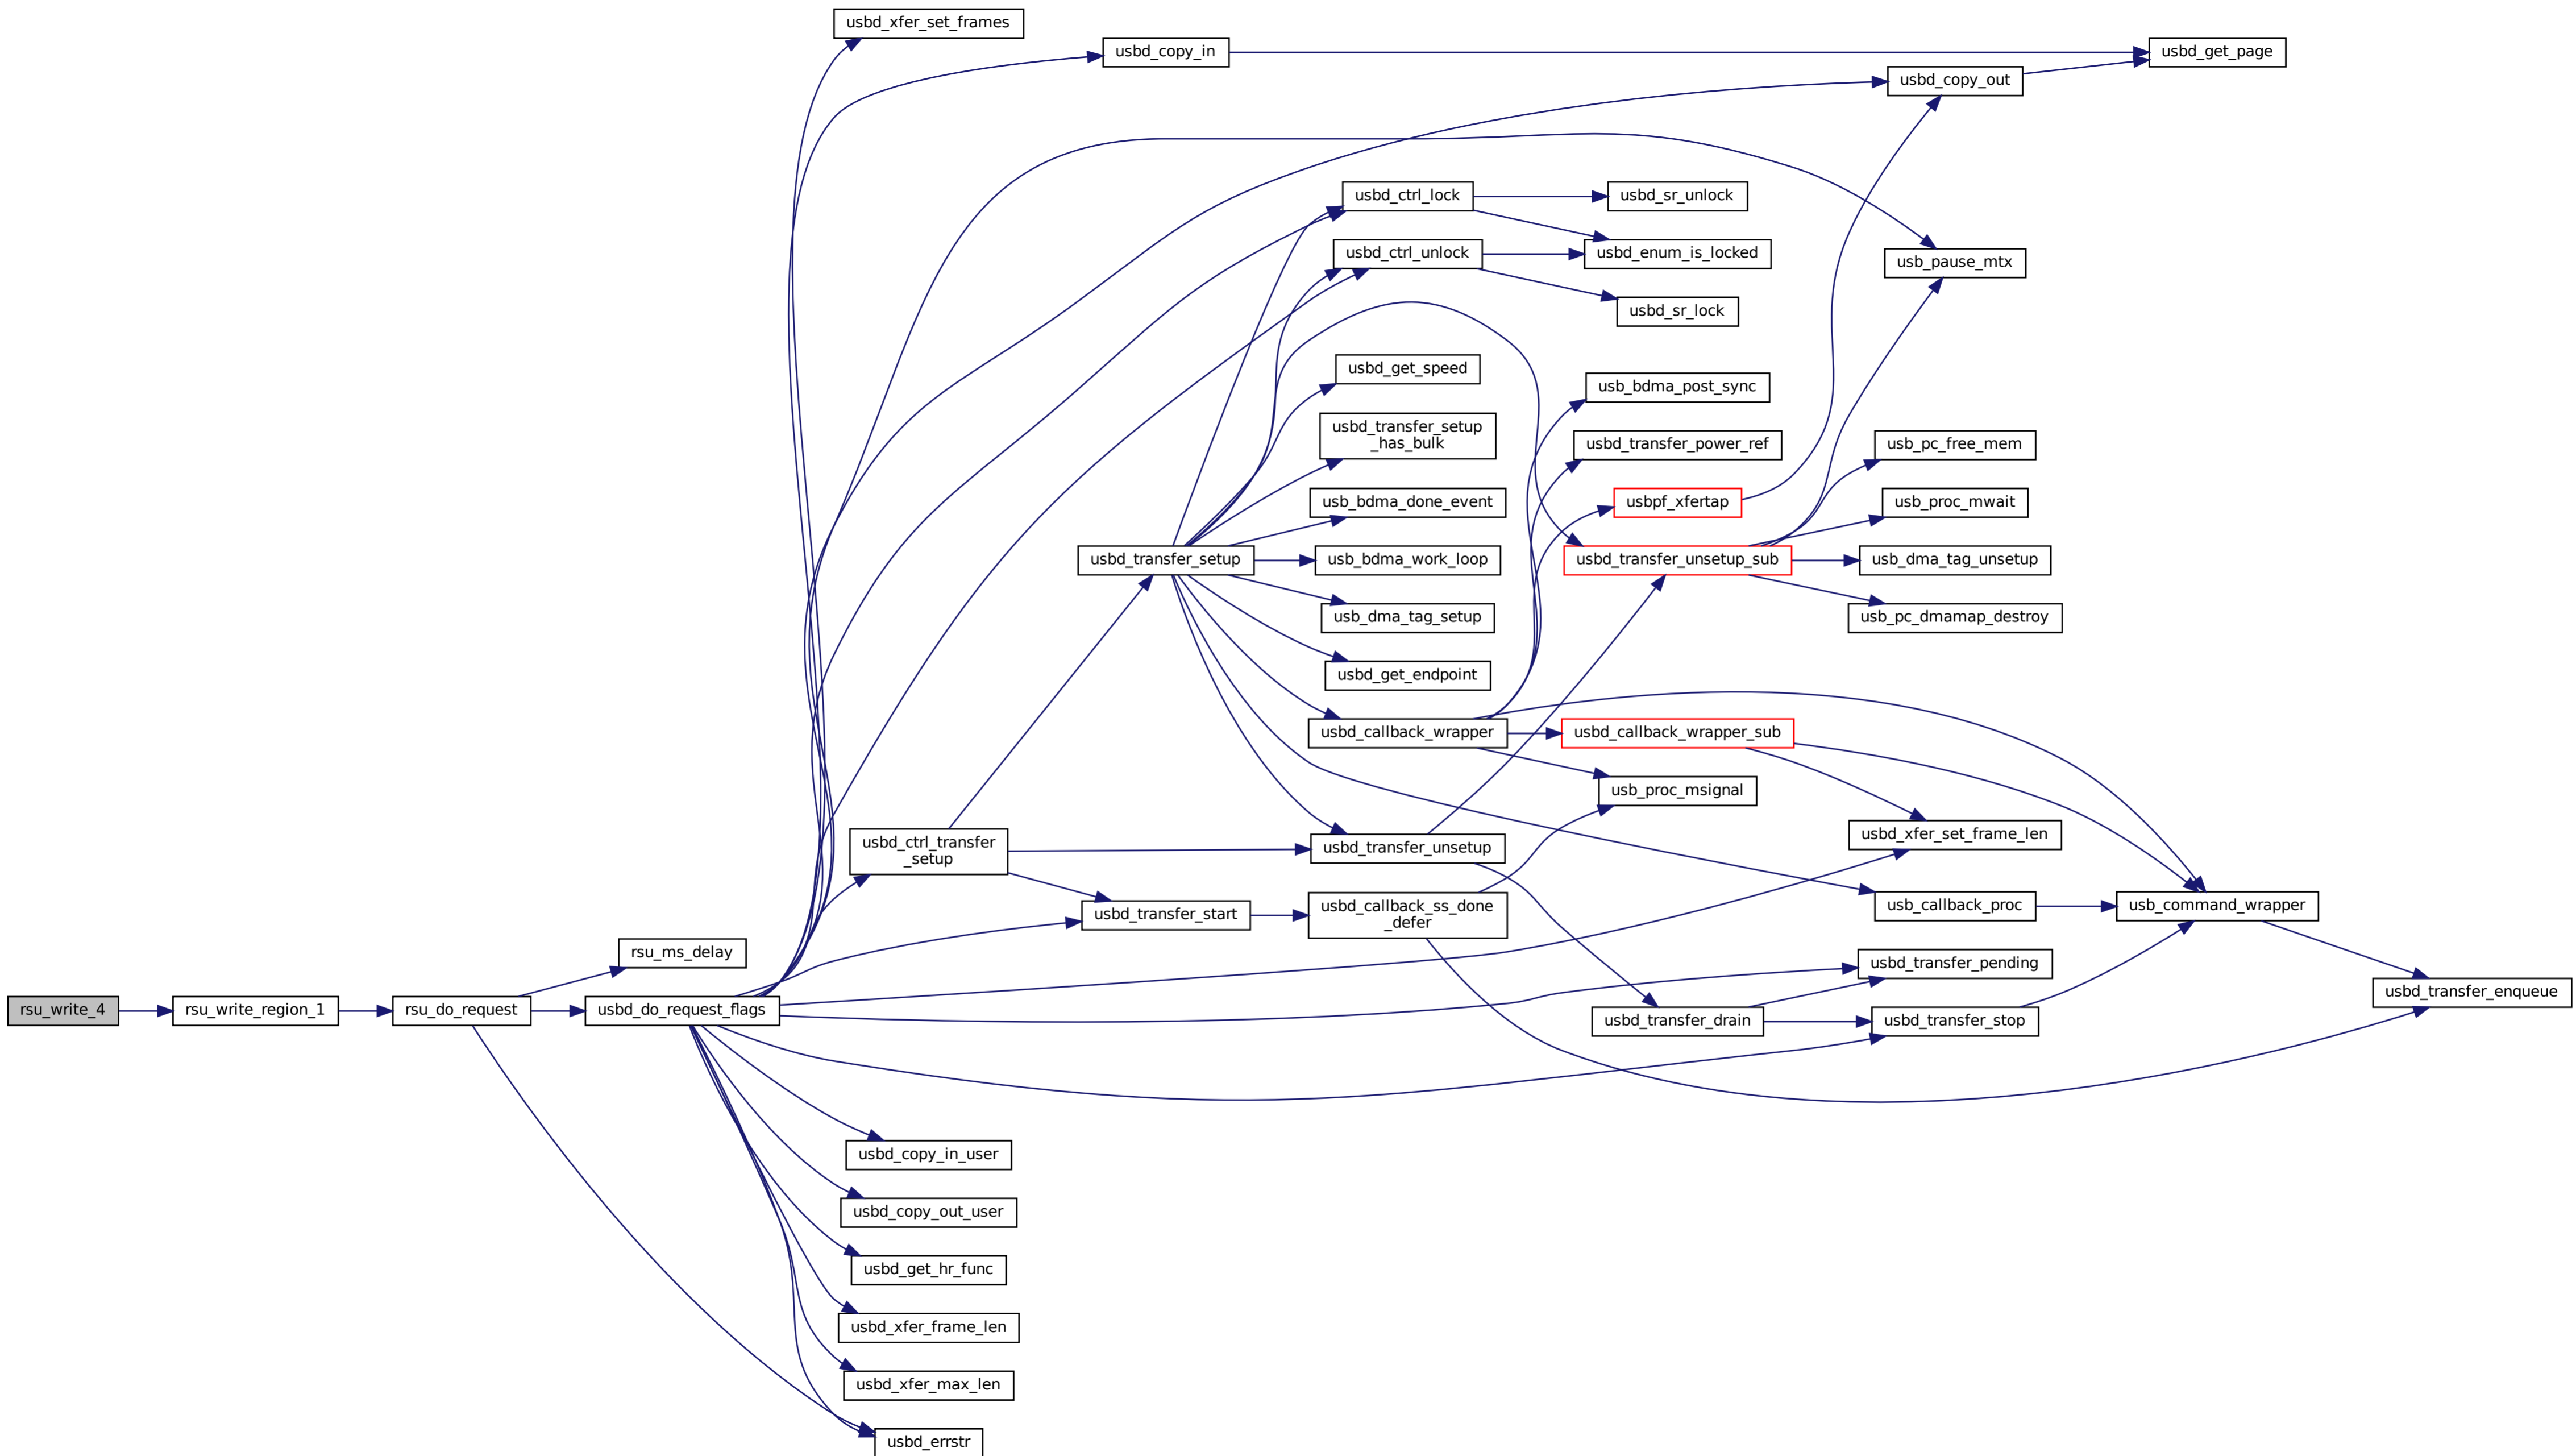 usbd_xfer_set_frames
usbd_copy_in
usbd_get_page
usbd_copy_out
usbd_ctrl_lock
usbd_sr_unlock
usbd_ctrl_unlock
usbd_enum_is_locked
usb_pause_mtx
usbd_sr_lock
usbd_get_speed
usb_bdma_post_sync
usbd_transfer_setup
_has_bulk
usbd_transfer_power_ref
usb_pc_free_mem
usb_bdma_done_event
usbpf_xfertap
usb_proc_mwait
usbd_transfer_setup
usb_bdma_work_loop
usbd_transfer_unsetup_sub
usb_dma_tag_unsetup
usb_dma_tag_setup
usb_pc_dmamap_destroy
usbd_get_endpoint
usbd_callback_wrapper
usbd_callback_wrapper_sub
usb_proc_msignal
usbd_ctrl_transfer
_setup
usbd_transfer_unsetup
usbd_xfer_set_frame_len
usbd_transfer_start
usbd_callback_ss_done
_defer
usb_callback_proc
usb_command_wrapper
rsu_ms_delay
usbd_transfer_pending
usbd_transfer_enqueue
rsu_write_4
rsu_write_region_1
rsu_do_request
usbd_do_request_flags
usbd_transfer_drain
usbd_transfer_stop
usbd_copy_in_user
usbd_copy_out_user
usbd_get_hr_func
usbd_xfer_frame_len
usbd_xfer_max_len
usbd_errstr